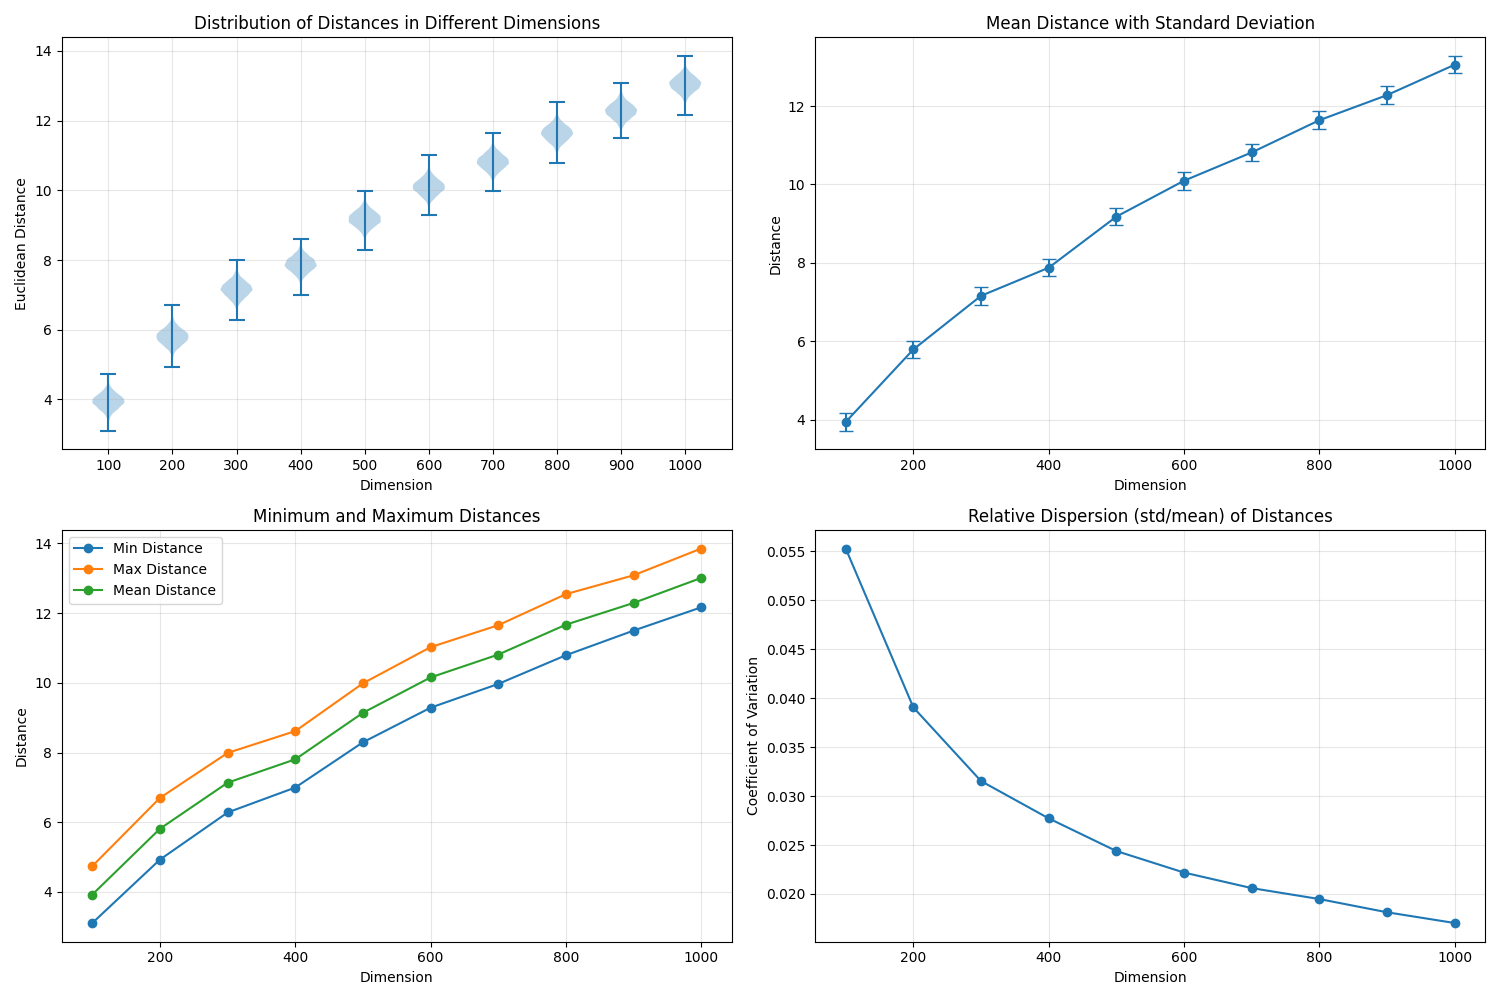 Distribution of Distances in Different Dimensions
Euclidean Distance
14
12
10
8
6
4
100 200 300 400 500 600 700 800 900 1000
Dimension
Mean Distance with Standard Deviation
Distance
12
10
8
6
4
200 400 600 800 1000
Dimension
Minimum and Maximum Distances
Min Distance
Max Distance
Mean Distance
Distance
14
12
10
8
6
4
200 400 600 800 1000
Dimension
Relative Dispersion (std/mean) of Distances
Coefficient of Variation
0.055
0.050
0.045
0.040
0.035
0.030
0.025
0.020
200 400 600 800 1000
Dimension